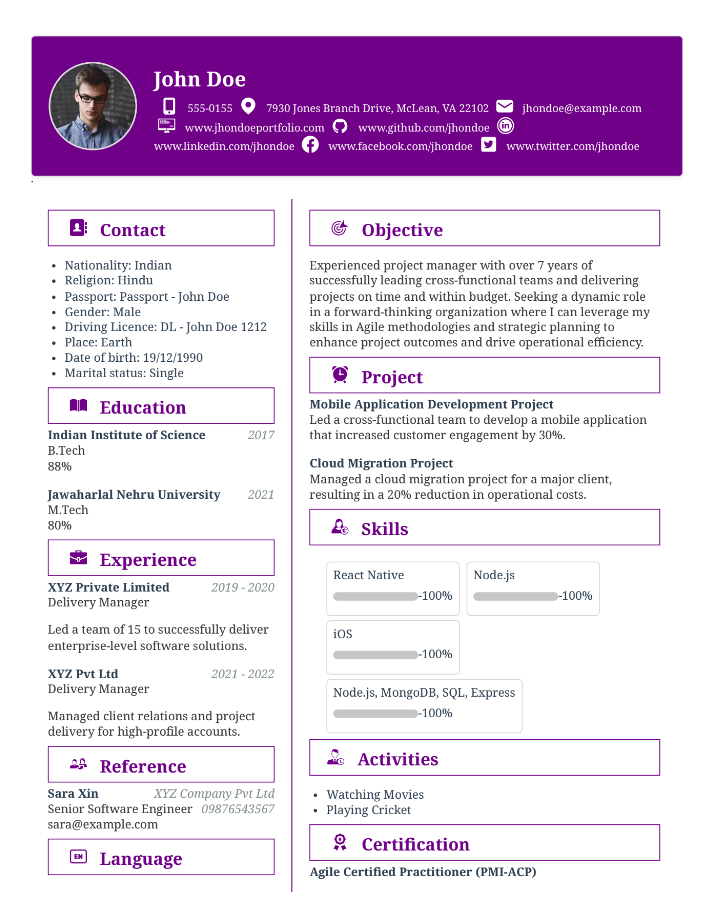 John Doe
555-0155 7930 Jones Branch Drive, McLean, VA 22102 jhondoe@example.com
www.jhondoeportfolio.com www.github.com/jhondoe
www.linkedin.com/jhondoe www.facebook.com/jhondoe www.twitter.com/jhondoe
.
Contact
• Nationality: Indian
• Religion: Hindu
• Passport: Passport - John Doe
• Gender: Male
• Driving Licence: DL - John Doe 1212
• Place: Earth
• Date of birth: 19/12/1990
• Marital status: Single
Education
Indian Institute of Science 2017
B.Tech
88%
Jawaharlal Nehru University 2021
M.Tech
80%
Experience
XYZ Private Limited 2019 - 2020
Delivery Manager
Led a team of 15 to successfully deliver
enterprise-level software solutions.
XYZ Pvt Ltd 2021 - 2022
Delivery Manager
Managed client relations and project
delivery for high-profile accounts.
Reference
Sara Xin XYZ Company Pvt Ltd
Senior Software Engineer 09876543567
sara@example.com
EN Language
Objective
Experienced project manager with over 7 years of
successfully leading cross-functional teams and delivering
projects on time and within budget. Seeking a dynamic role
in a forward-thinking organization where I can leverage my
skills in Agile methodologies and strategic planning to
enhance project outcomes and drive operational efficiency.
Project
Mobile Application Development Project
Led a cross-functional team to develop a mobile application
that increased customer engagement by 30%.
Cloud Migration Project
Managed a cloud migration project for a major client,
resulting in a 20% reduction in operational costs.
Skills
React Native
-100%
Node.js
-100%
iOS
-100%
Node.js, MongoDB, SQL, Express
-100%
Activities
• Watching Movies
• Playing Cricket
Certification
Agile Certified Practitioner (PMI-ACP)